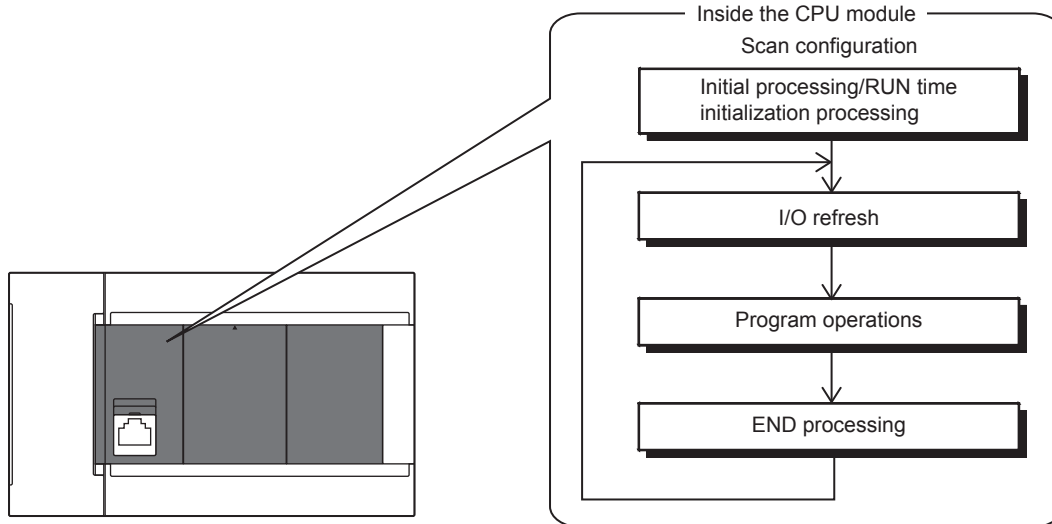 Inside the CPU module
Scan configuration
Initial processing/RUN time
initialization processing
I/O refresh
Program operations
END processing